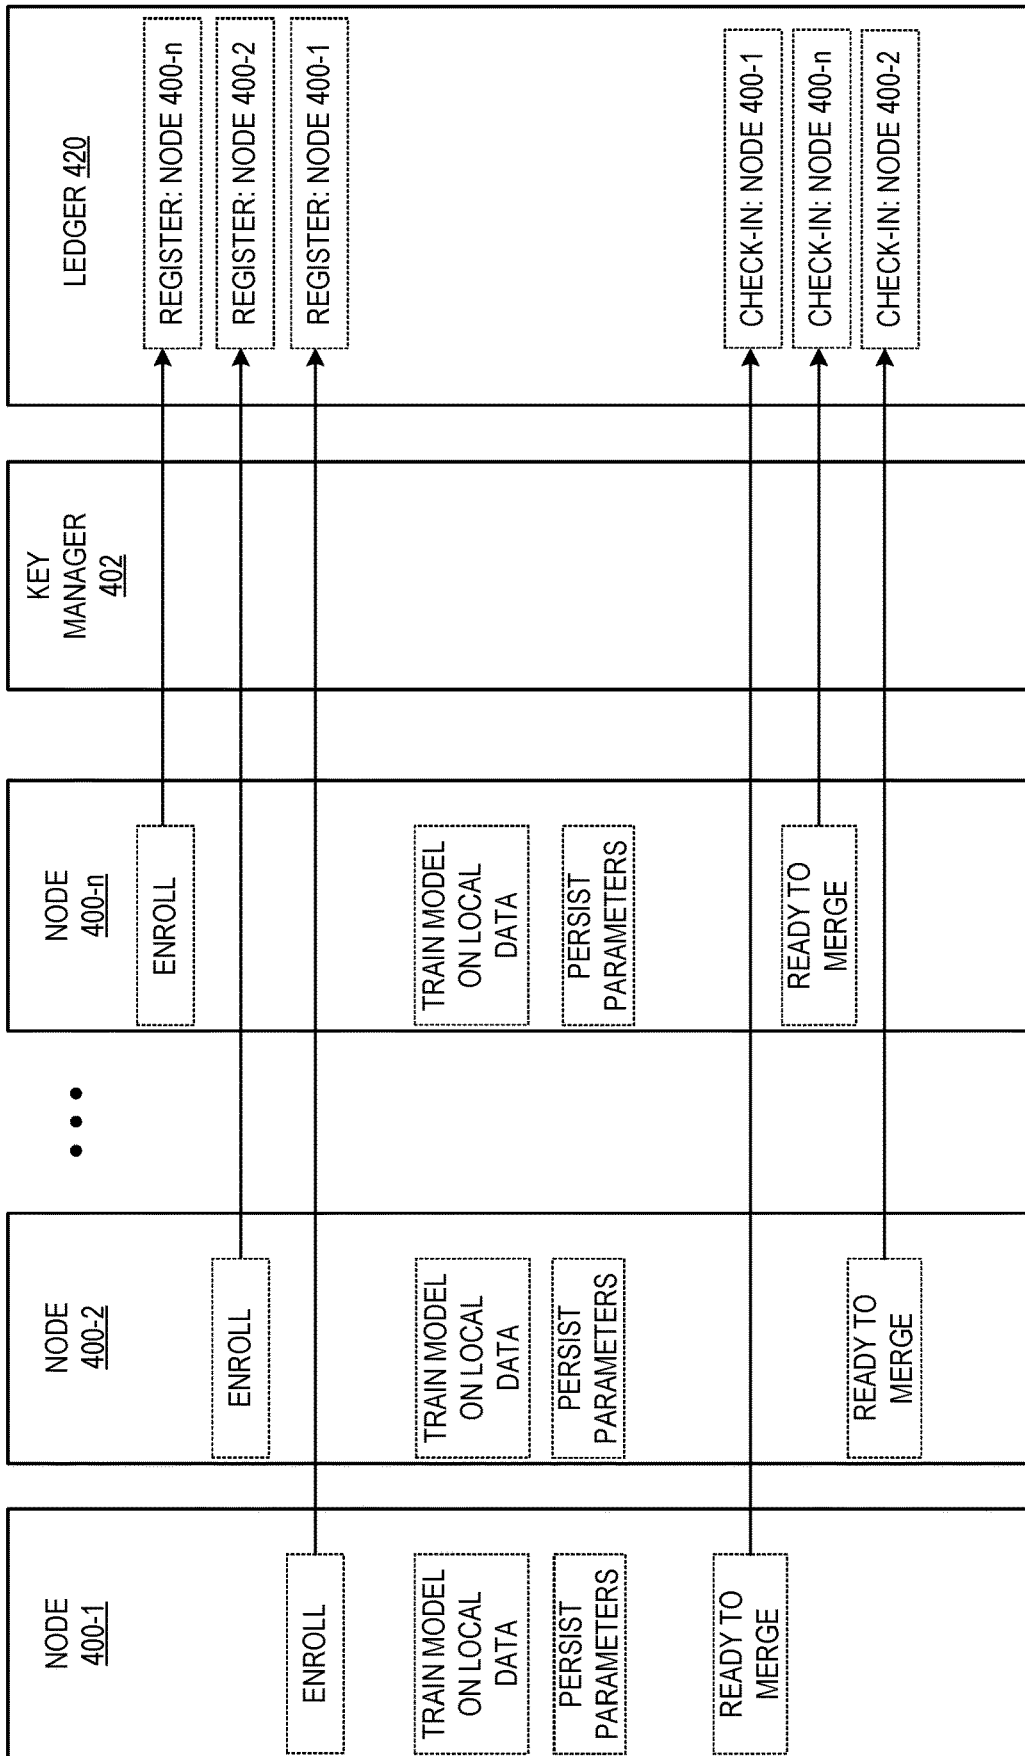 NODE
400-1
ENROLL
TRAIN MODEL
ON LOCAL
DATA
PERSIST
PARAMETERS
READY TO
MERGE
NODE
400-2
ENROLL
TRAIN MODEL
ON LOCAL
DATA
PERSIST
PARAMETERS
READY TO
MERGE
NODE
400-n
ENROLL
TRAIN MODEL
ON LOCAL
DATA
PERSIST
PARAMETERS
READY TO
MERGE
KEY
MANAGER
402
LEDGER 420
REGISTER: NODE 400-n
REGISTER: NODE 400-2
REGISTER: NODE 400-1
CHECK-IN: NODE 400-1
CHECK-IN: NODE 400-n
CHECK-IN: NODE 400-2